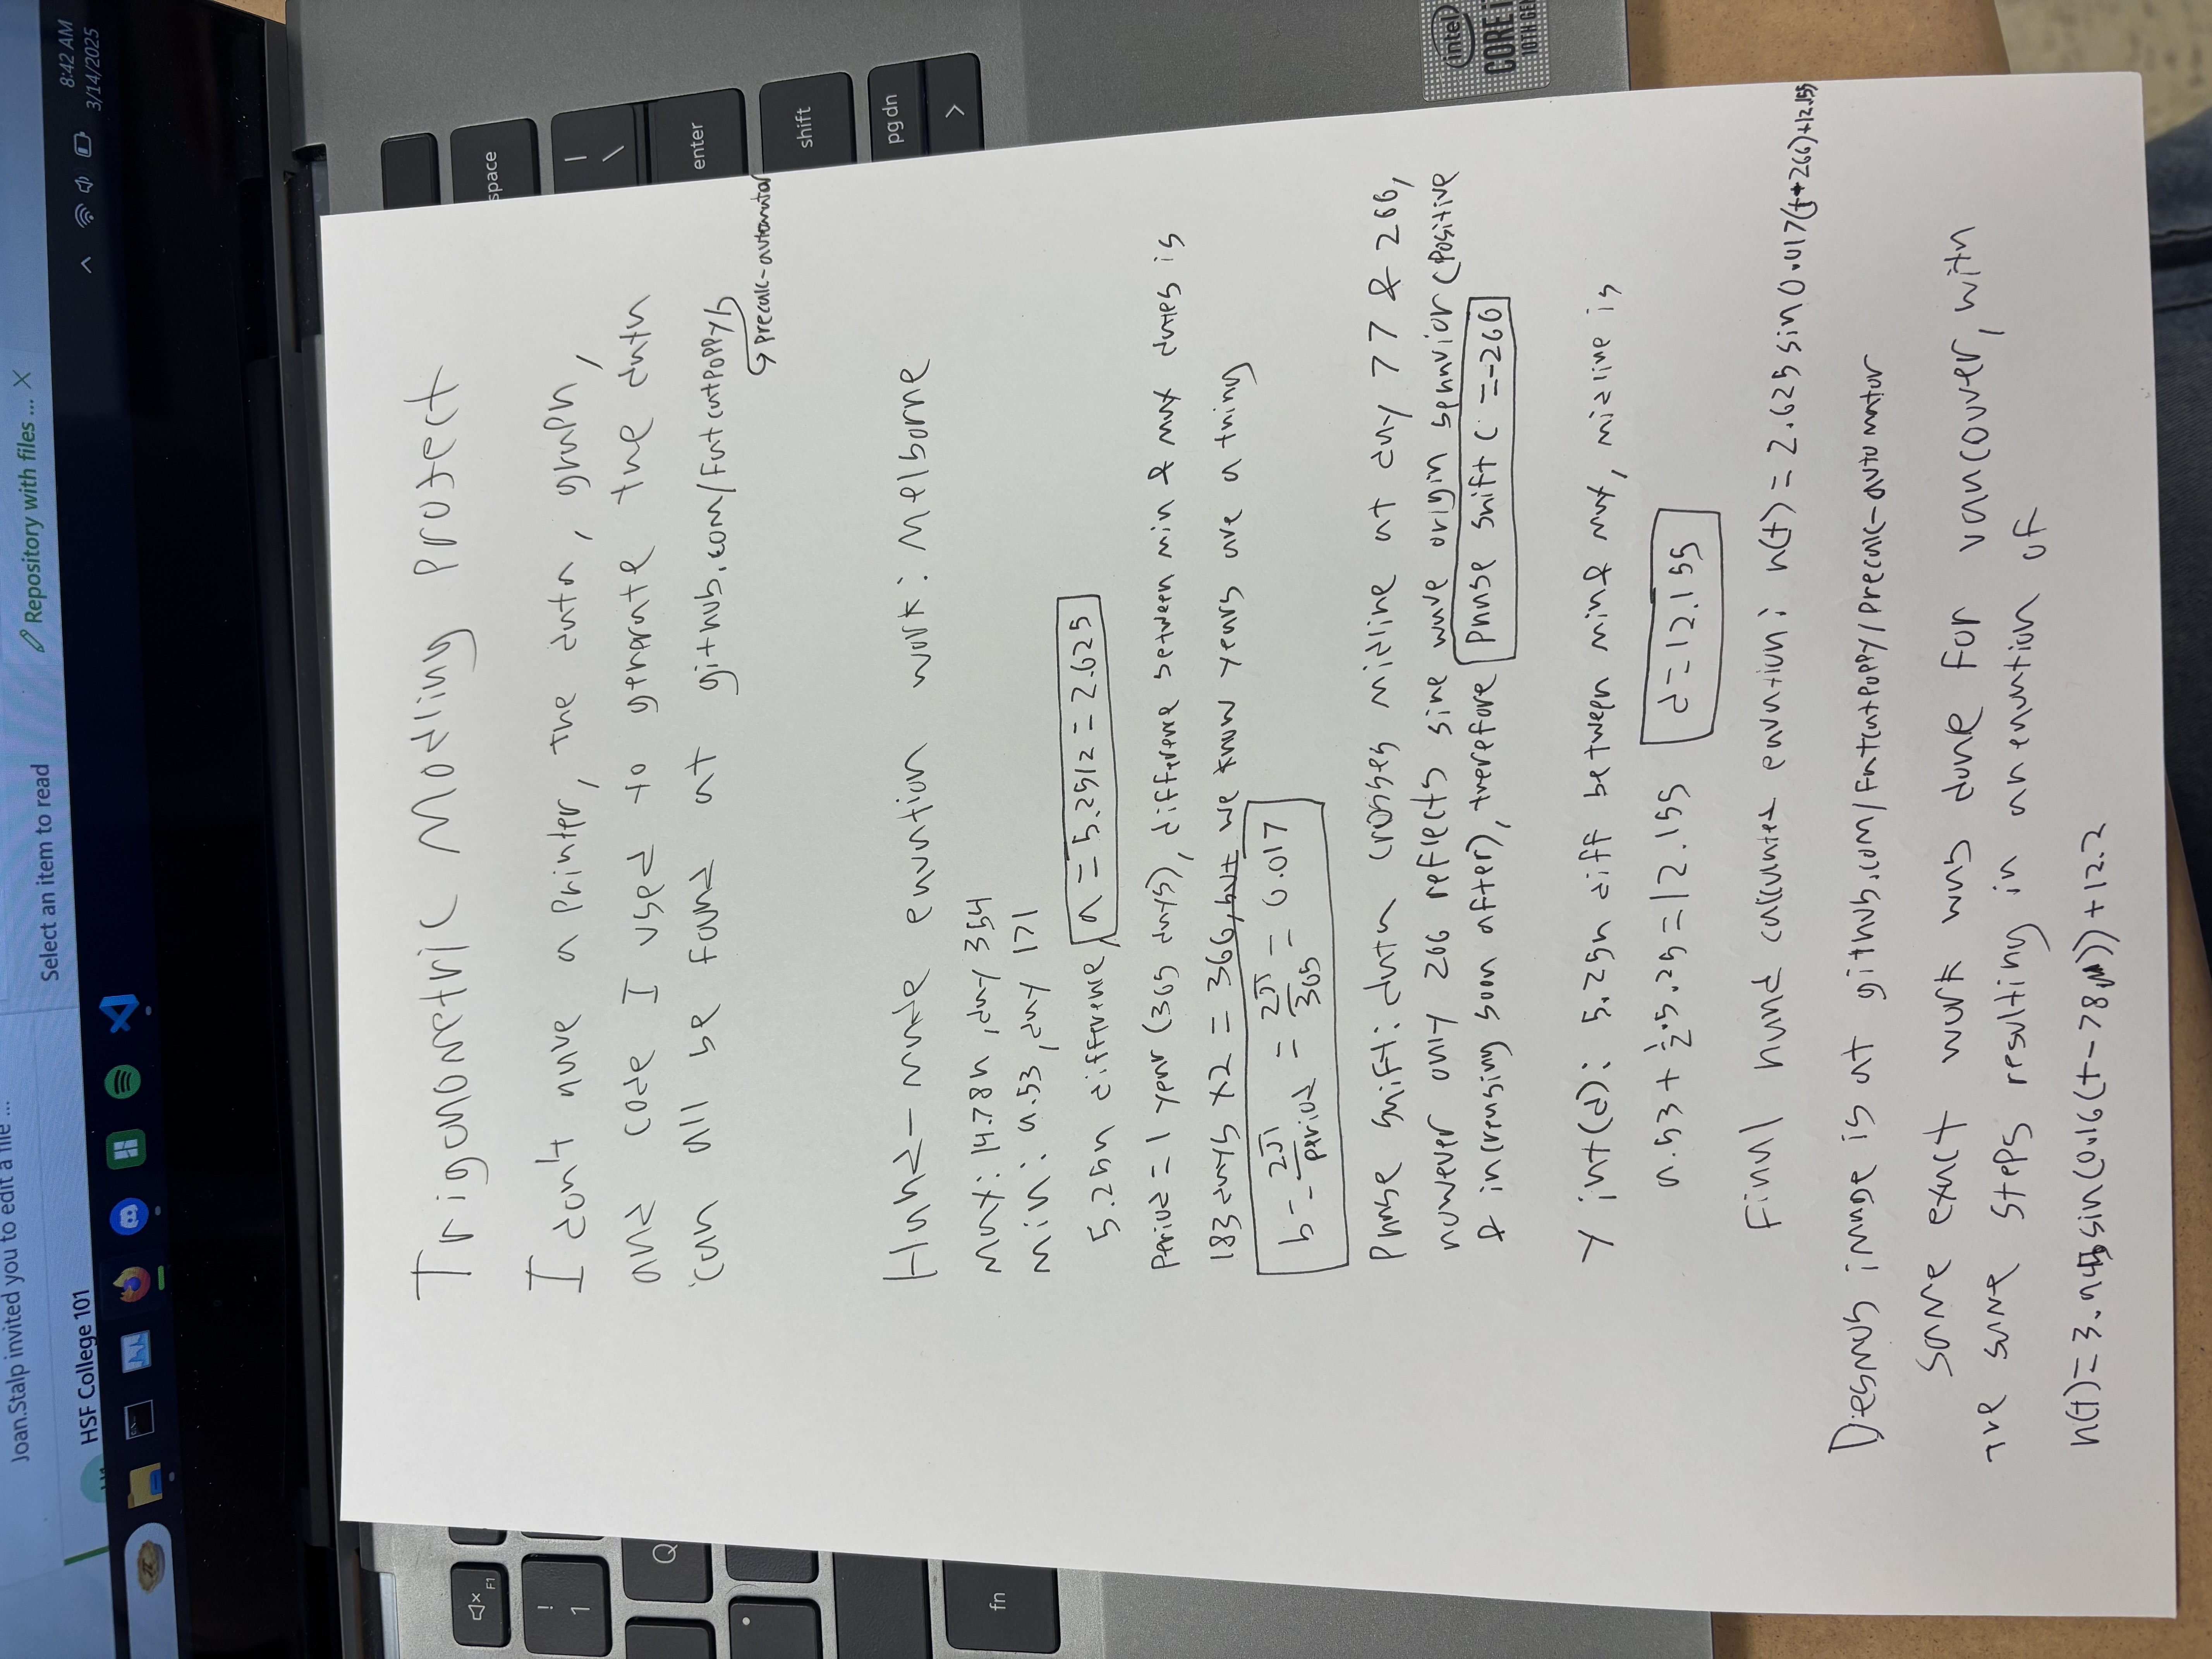 Joan.Stalp invited you to edit a file ...
Select an item to read
Repository with files ...
HSF College 101
8:42 AM
3/14/2025
F1
!
1
Q
fn
space
|
\
enter
shift
pg dn
>
intel
CORE i
10TH GEN
Trigonometric Modling Project
I don't have a printer, the data, graph,
and code I used to generate the data
can all be found at github.com/Fatcatpoppy/
precalc-automator
Hand-made equation work: Melborne
Max: 14.78h, day 354
min: 9.53, day 171
5.25h difference, a = 5.25/2 = 2.625
Period = 1 year (365 days), difference between min & max dates is
183 days x2 = 366, but we know years are a thing
b = 2π/period = 2π/365 = 0.017
Phase shift: data crosses midline at day 77 & 266,
however only 266 reflects sine wave origin behavior (positive
& increasing soon after), therefore Phase shift C = -266
Y int(d): 5.25h diff between min & max, midline is
9.53 + 1/2·5.25 = 12.155 d = 12.155
Final hand calculated equation: h(t) = 2.625 sin 0.017(t+266)+12.155
Desmos image is at github.com/Fatcatpoppy/precalc-automator
Same exact work was done for vancouver, with
the same steps resulting in an equation of
h(t) = 3.945 sin(0.16(t-78)) + 12.2